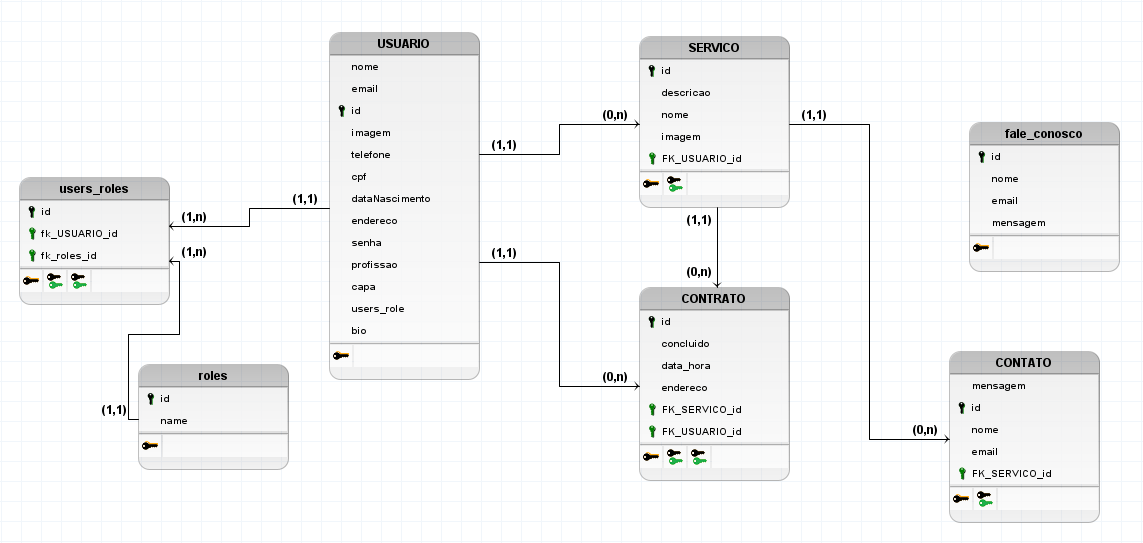 USUARIO
nome
email
id
imagem
telefone
cpf
dataNascimento
endereco
senha
profissao
capa
users_role
bio
SERVICO
id
descricao
nome
imagem
FK_USUARIO_id
fale_conosco
id
nome
email
mensagem
users_roles
id
fk_USUARIO_id
fk_roles_id
roles
id
name
CONTRATO
id
concluido
data_hora
endereco
FK_SERVICO_id
FK_USUARIO_id
CONTATO
mensagem
id
nome
email
FK_SERVICO_id
(1,1)
(0,n)
(1,1)
(1,1)
(1,n)
(1,n)
(1,1)
(1,1)
(0,n)
(1,1)
(0,n)
(0,n)